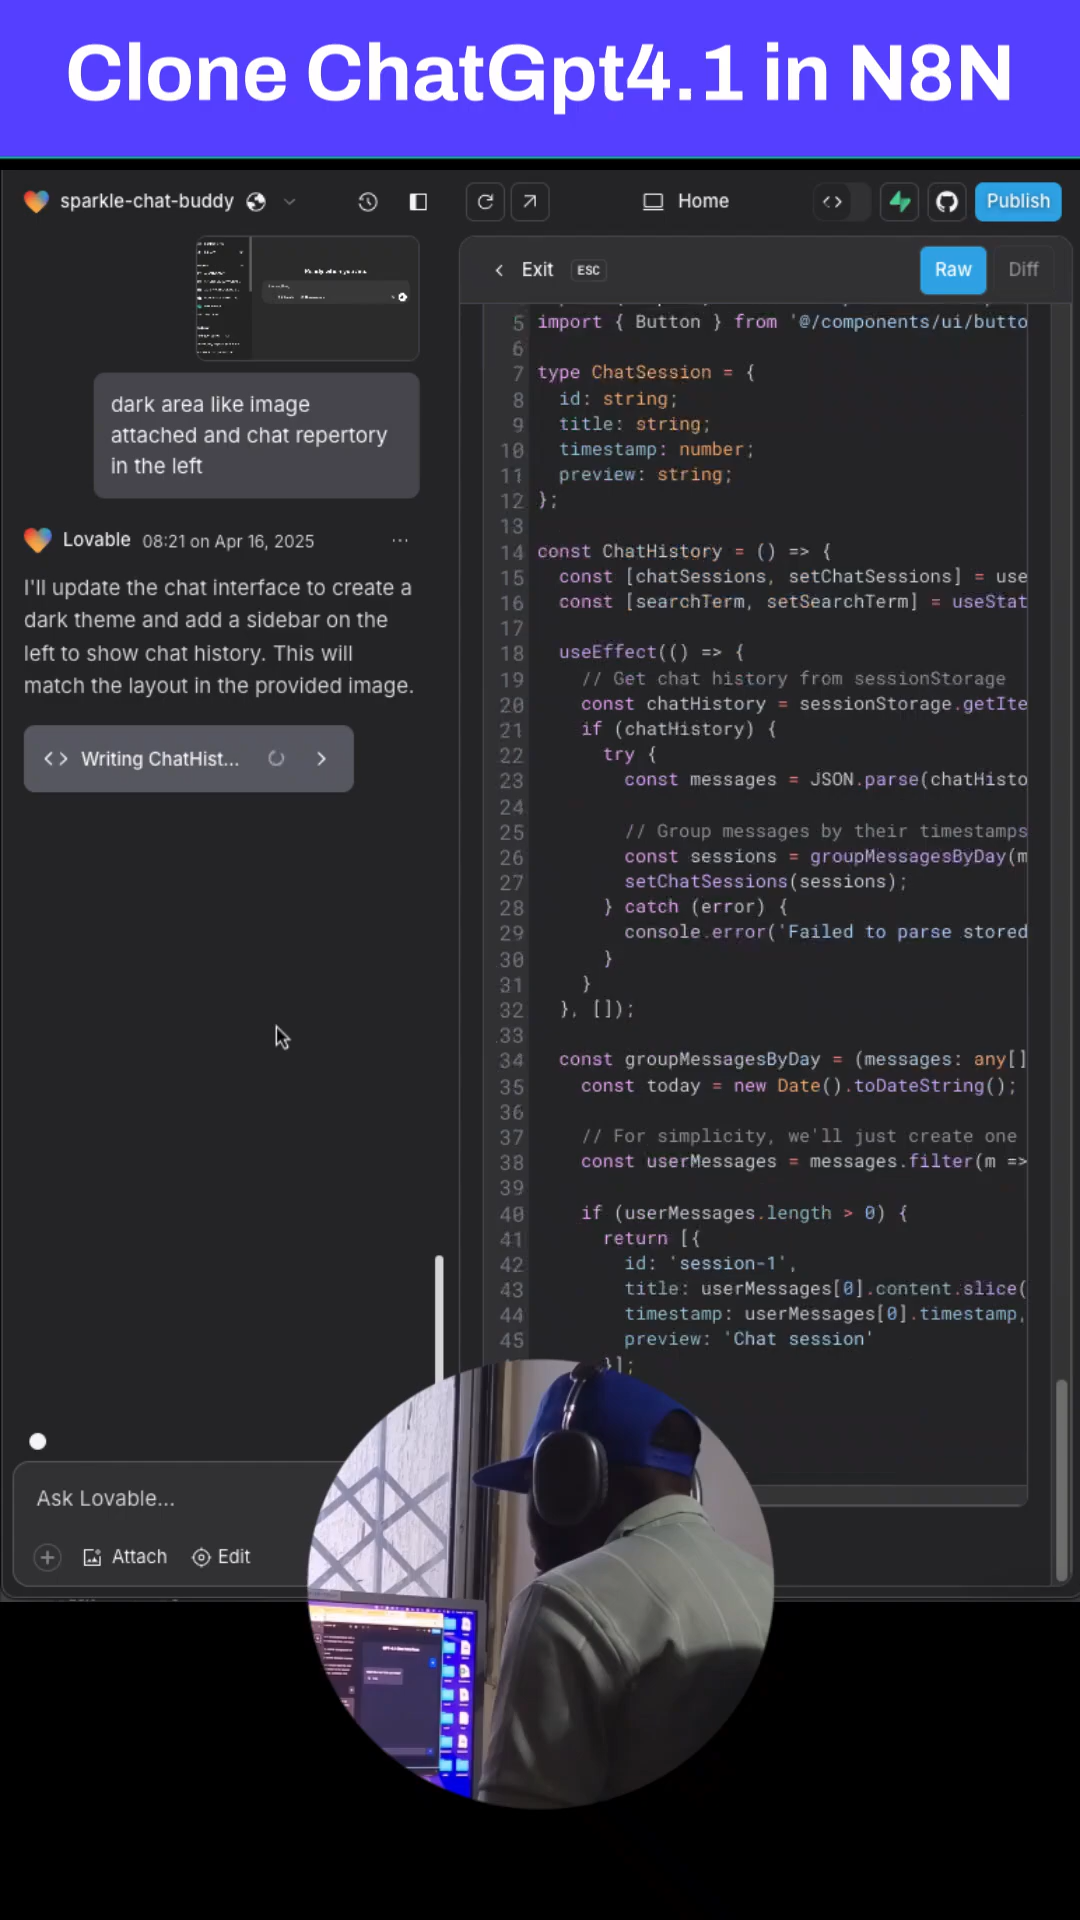 Clone ChatGpt4.1 in N8N
sparkle-chat-buddy
Home
Publish
dark area like image
attached and chat repertory
in the left
Lovable 08:21 on Apr 16, 2025 ...
I'll update the chat interface to create a
dark theme and add a sidebar on the
left to show chat history. This will
match the layout in the provided image.
<> Writing ChatHist... >
Ask Lovable...
+ Attach Edit
< Exit ESC
Raw Diff
5 import { Button } from '@/components/ui/butto
6
7 type ChatSession = {
8 id: string;
9 title: string;
10 timestamp: number;
11 preview: string;
12 };
13
14 const ChatHistory = () => {
15 const [chatSessions, setChatSessions] = use
16 const [searchTerm, setSearchTerm] = useStat
17
18 useEffect(() => {
19 // Get chat history from sessionStorage
20 const chatHistory = sessionStorage.getIte
21 if (chatHistory) {
22 try {
23 const messages = JSON.parse(chatHisto
24
25 // Group messages by their timestamps
26 const sessions = groupMessagesByDay(m
27 setChatSessions(sessions);
28 } catch (error) {
29 console.error('Failed to parse stored
30 }
31 }
32 }, []);
33
34 const groupMessagesByDay = (messages: any[]
35 const today = new Date().toDateString();
36
37 // For simplicity, we'll just create one
38 const userMessages = messages.filter(m =>
39
40 if (userMessages.length > 0) {
41 return [{
42 id: 'session-1',
43 title: userMessages[0].content.slice(
44 timestamp: userMessages[0].timestamp,
45 preview: 'Chat session'
}];